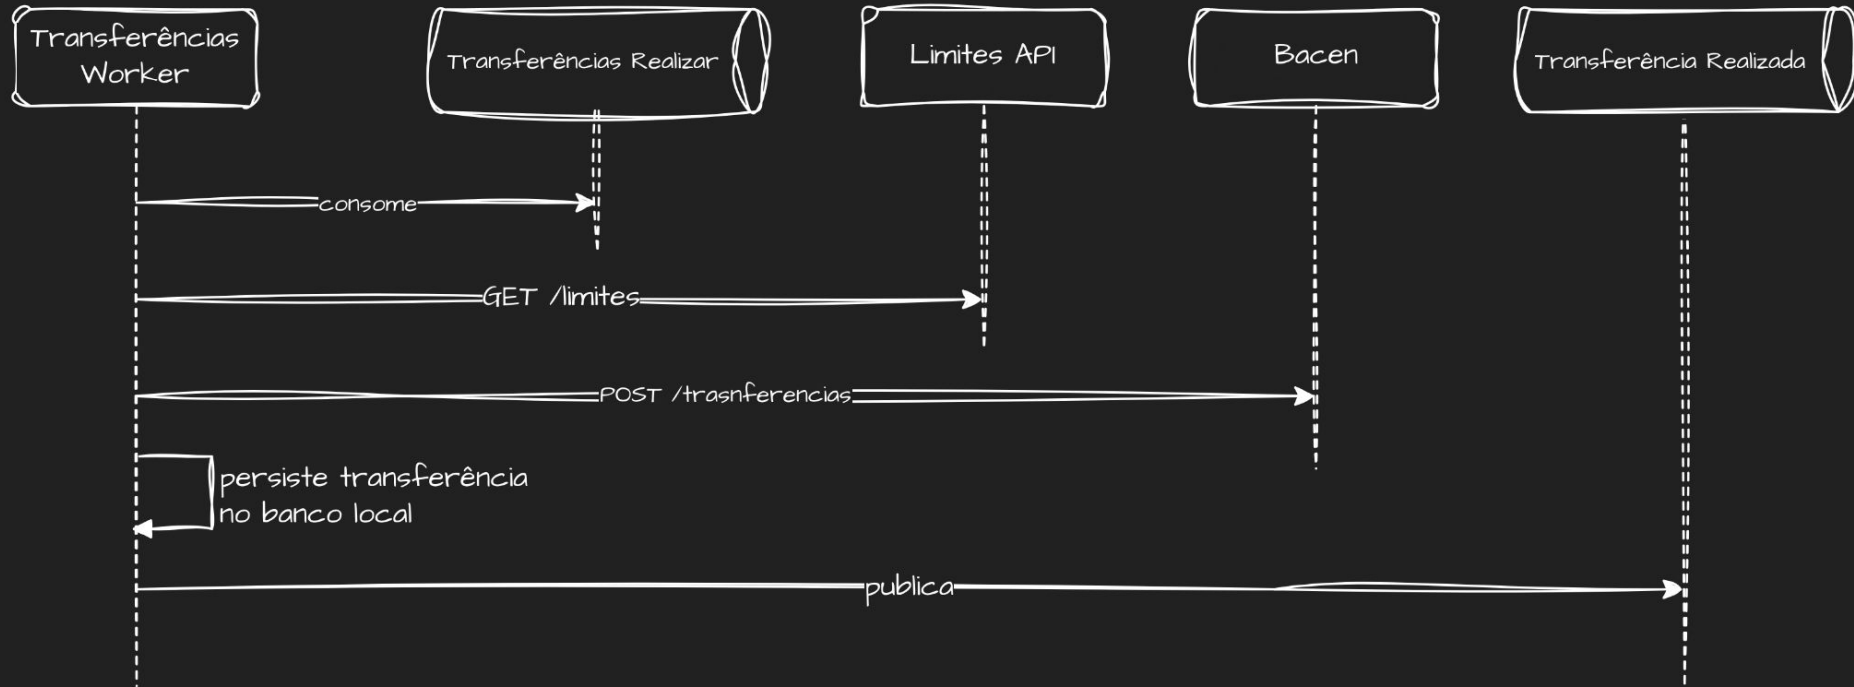 Transferências
Worker
Transferências Realizar
Limites API
Bacen
Transferência Realizada
consome
GET /limites
POST /trasnferencias
persiste transferência
no banco local
publica